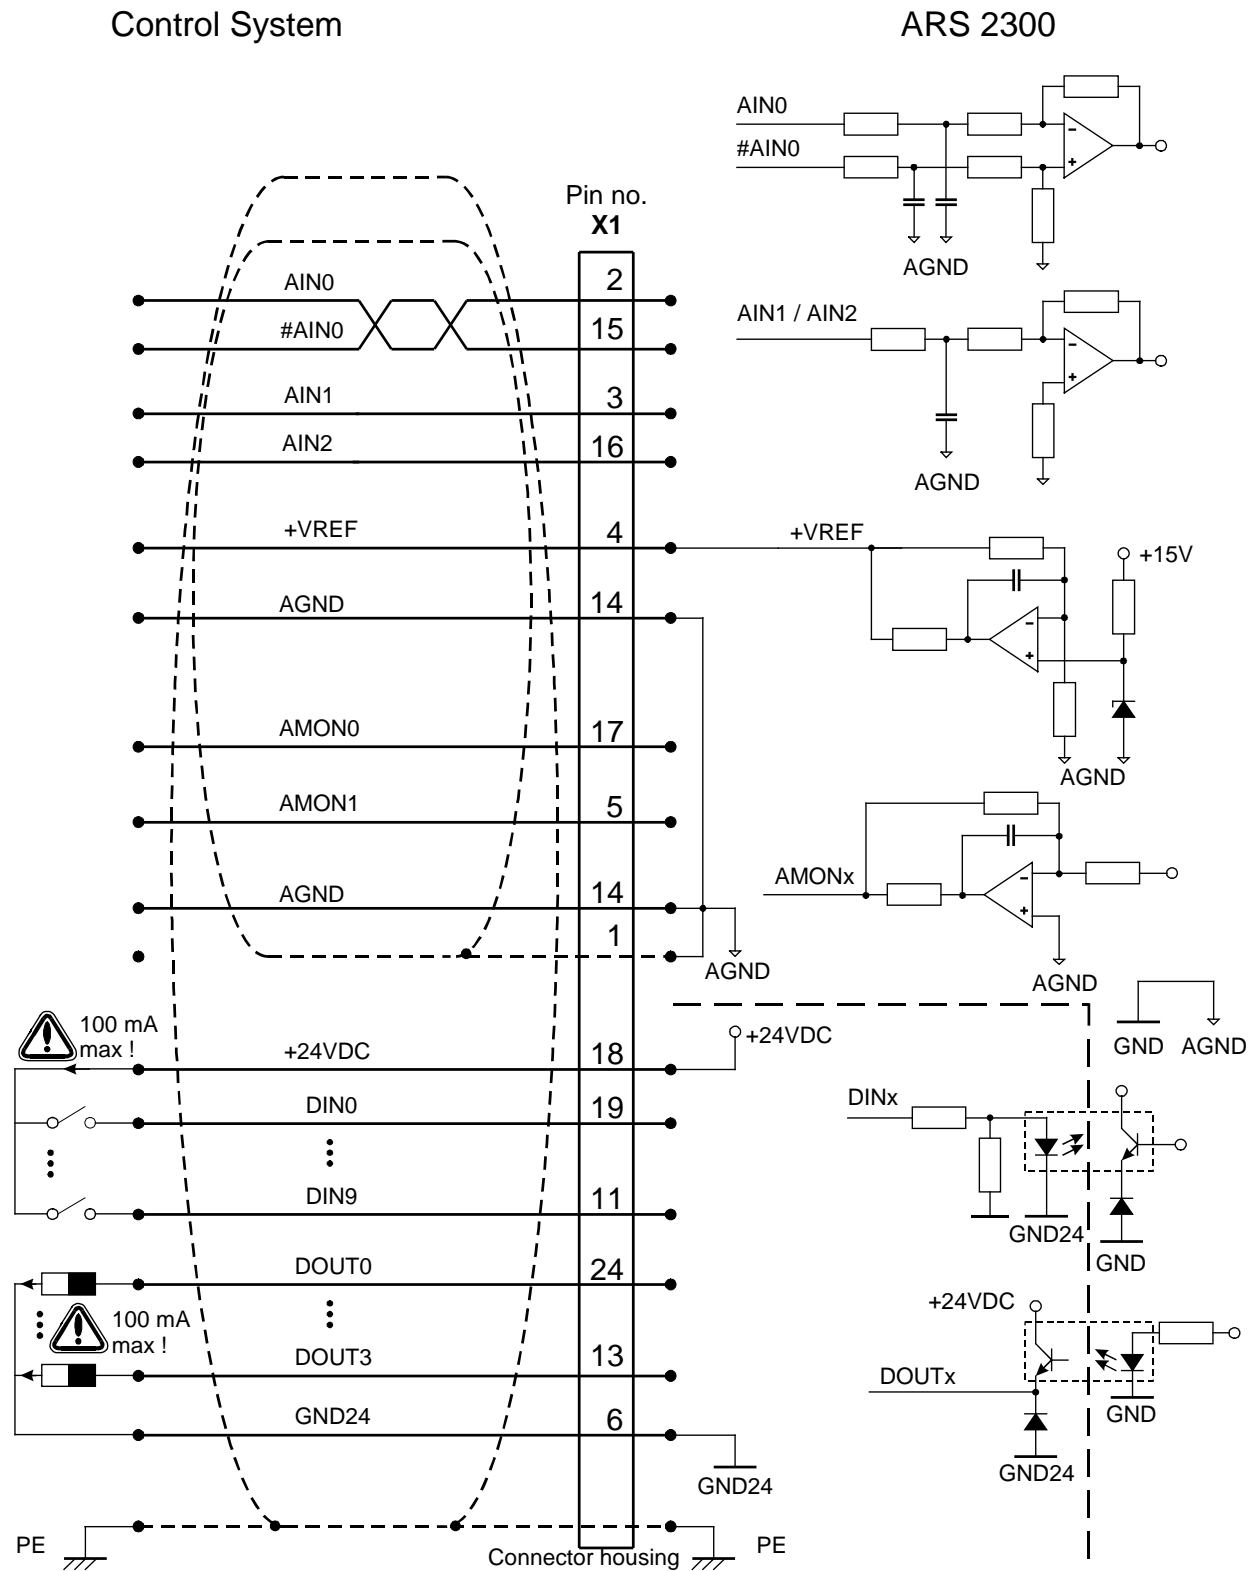 Control System
ARS 2300
Pin no.
X1
AIN0
2
#AIN0
15
AIN1
3
AIN2
16
+VREF
4
AGND
14
AMON0
17
AMON1
5
AGND
14
1
AGND
100 mA
max !
+24VDC
18
+24VDC
DIN0
19
DIN9
11
DOUT0
24
100 mA
max !
DOUT3
13
GND24
6
GND24
PE
Connector housing
PE
AIN0
#AIN0
-
+
AGND
AIN1 / AIN2
-
+
AGND
+VREF
+15V
-
+
AGND
AMONx
-
+
AGND
GND
AGND
DINx
GND24
GND
+24VDC
DOUTx
GND
GND24